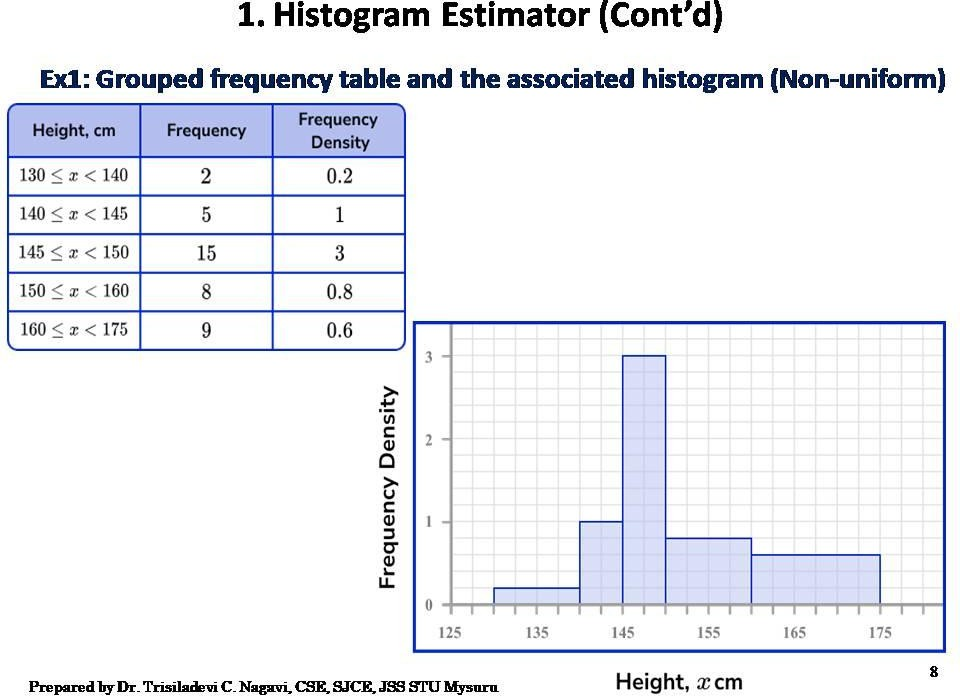 1. Histogram Estimator (Cont’d)
Ex1: Grouped frequency table and the associated histogram (Non-uniform)
Height, cm Frequency Frequency Density
130 ≤ x < 140 2 0.2
140 ≤ x < 145 5 1
145 ≤ x < 150 15 3
150 ≤ x < 160 8 0.8
160 ≤ x < 175 9 0.6
Frequency Density
3
2
1
0
125 135 145 155 165 175
Height, x cm
Prepared by Dr. Trisiladevi C. Nagavi, CSE, SJCE, JSS STU Mysuru
8